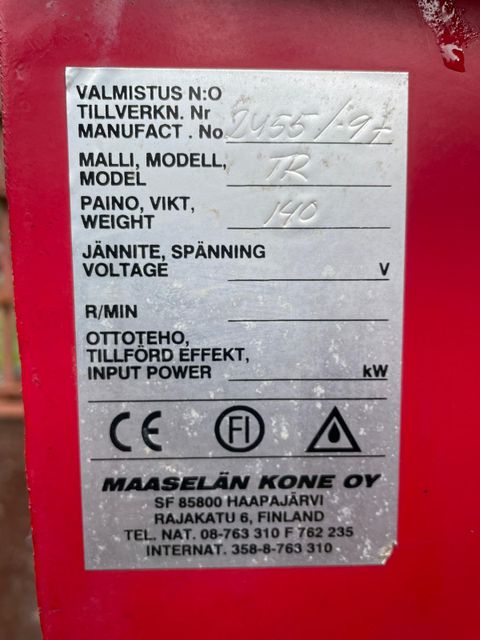 VALMISTUS N:O
TILLVERKN. Nr
MANUFACT . No 2455/-97
MALLI, MODELL,
MODEL TR
PAINO, VIKT,
WEIGHT 140
JÄNNITE, SPÄNNING
VOLTAGE V
R/MIN
OTTOTEHO,
TILLFÖRD EFFEKT,
INPUT POWER kW
CE FI
MAASELÄN KONE OY
SF 85800 HAAPAJÄRVI
RAJAKATU 6, FINLAND
TEL. NAT. 08-763 310 F 762 235
INTERNAT. 358-8-763 310